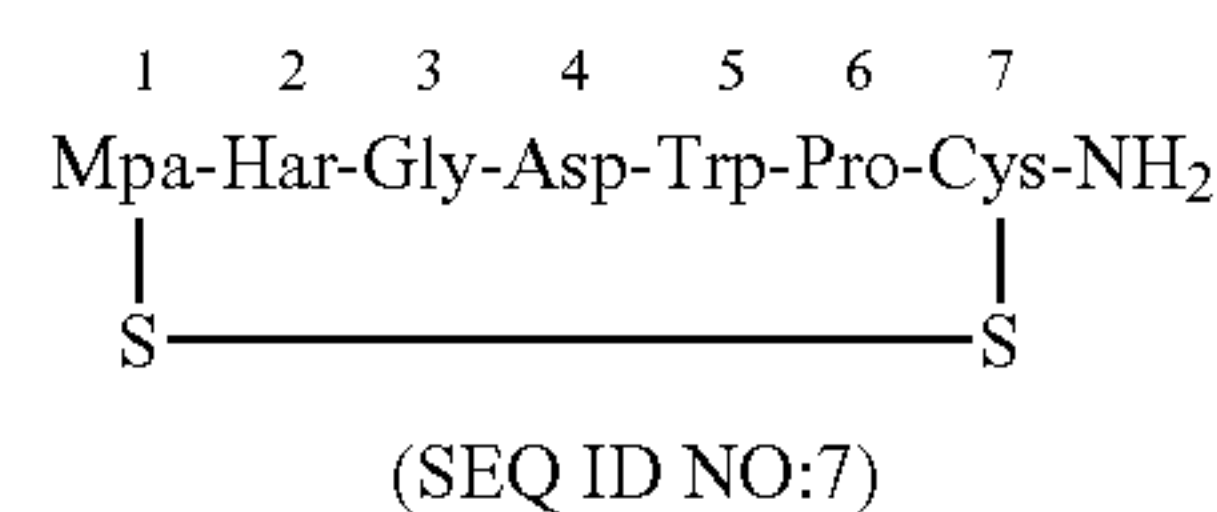 1 2 3 4 5 6 7
Mpa-Har-Gly-Asp-Trp-Pro-Cys-NH₂
S S
(SEQ ID NO:7)